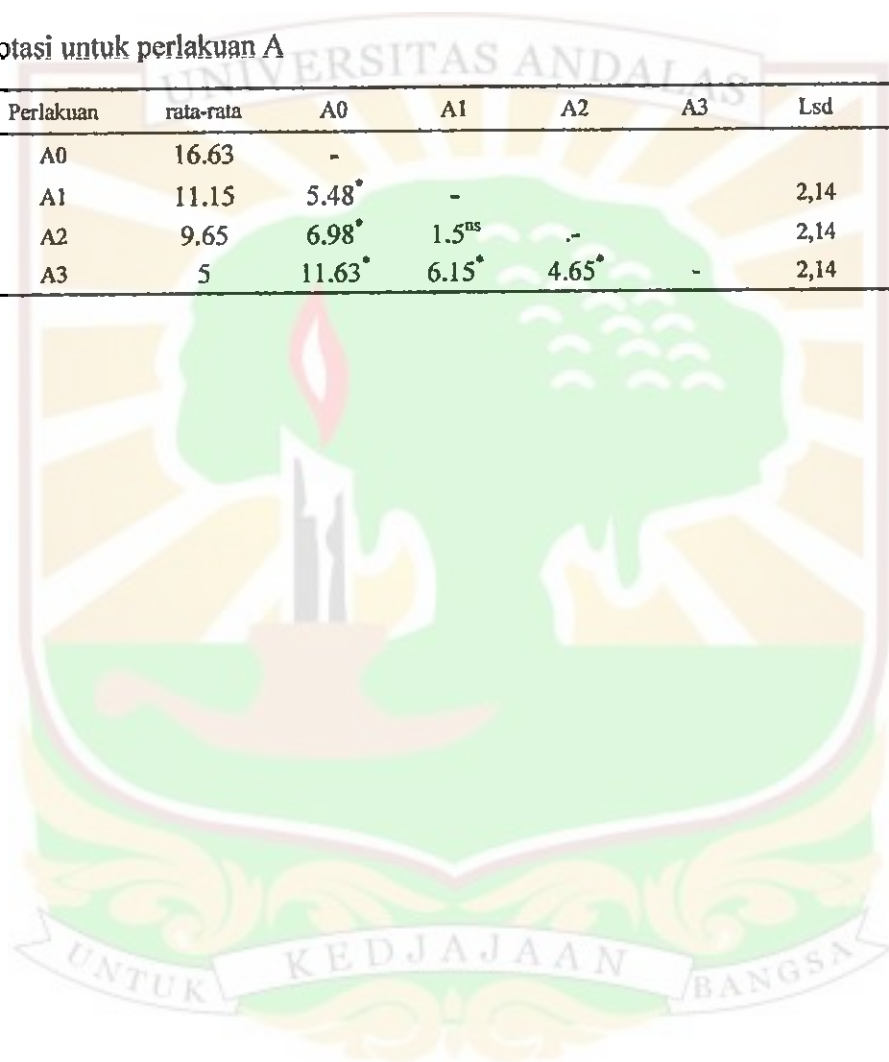 untuk perlakuan A
UNIVERSITAS ANDALAS
Perlakuan rata-rata A0 A1 A2 A3 Lsd
A0 16.63 -
A1 11.15 5.48* - 2,14
A2 9.65 6.98* 1.5ns .- 2,14
A3 5 11.63* 6.15* 4.65* - 2,14
UNTUK KEDJAJAAN BANGSA